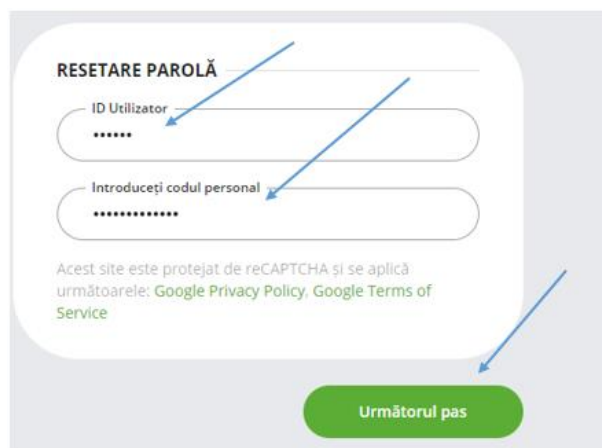 RESETARE PAROLĂ
ID Utilizator
••••••
Introduceți codul personal
•••••••••••••
Acest site este protejat de reCAPTCHA și se aplică
următoarele: Google Privacy Policy, Google Terms of
Service
Următorul pas